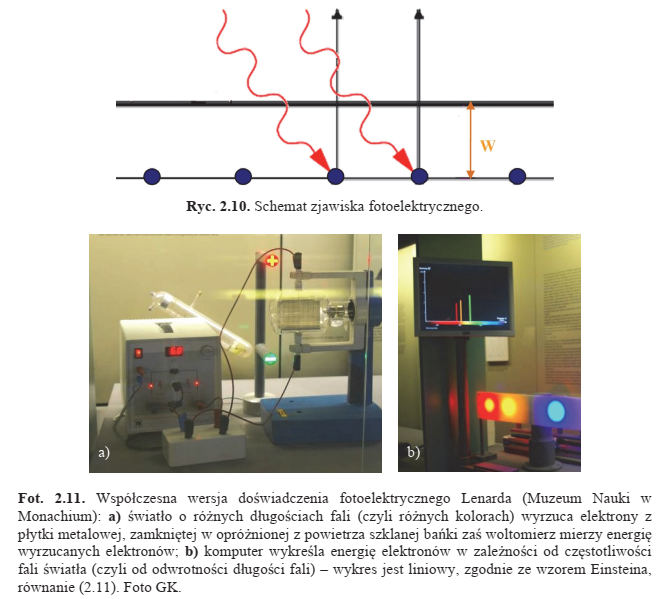 W
Ryc. 2.10. Schemat zjawiska fotoelektrycznego.
a)
b)
Fot. 2.11. Współczesna wersja doświadczenia fotoelektrycznego Lenarda (Muzeum Nauki w
Monachium): a) światło o różnych długościach fali (czyli różnych kolorach) wyrzuca elektrony z
płytki metalowej, zamkniętej w opróżnionej z powietrza szklanej bańki zaś woltomierz mierzy energię
wyrzucanych elektronów; b) komputer wykreśla energię elektronów w zależności od częstotliwości
fali światła (czyli od odwrotności długości fali) – wykres jest liniowy, zgodnie ze wzorem Einsteina,
równanie (2.11). Foto GK.